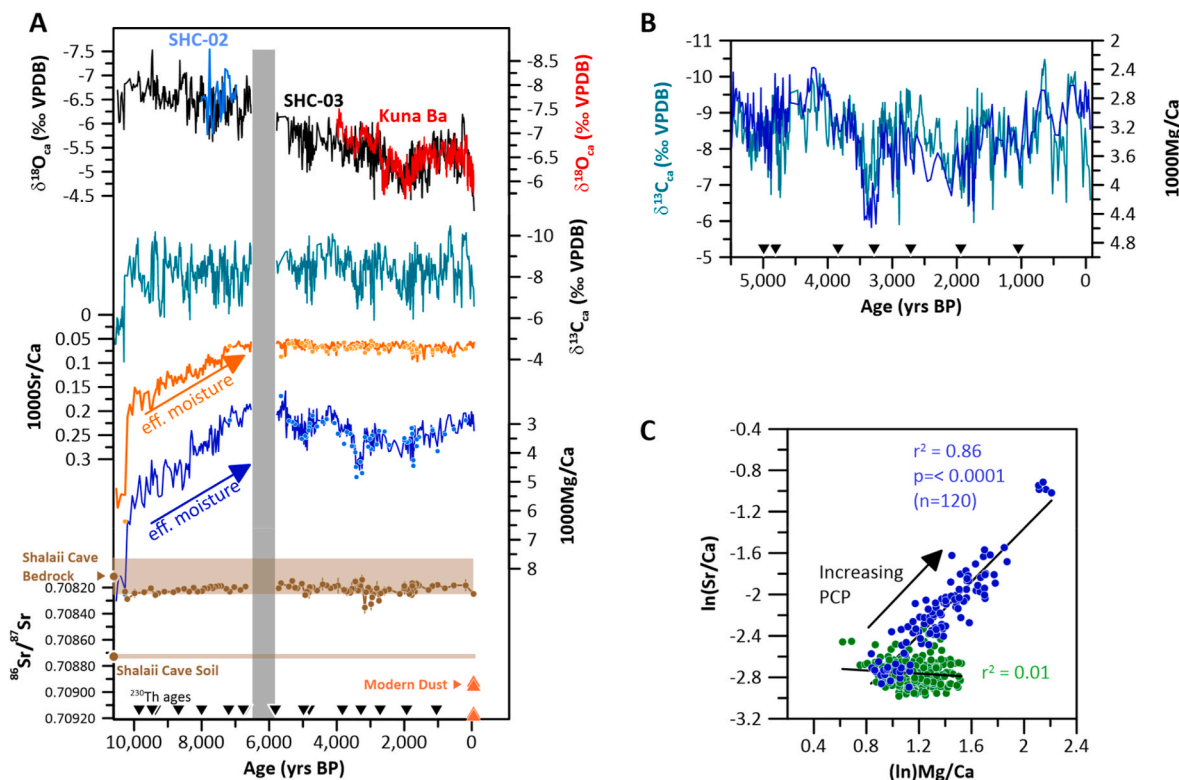 A
SHC-02
SHC-03
Kuna Ba
δ18Oca (‰ VPDB)
-7.5
-7
-6.5
-6
-5.5
-5
-4.5
δ18Oca (‰ VPDB)
-8.5
-8
-7.5
-7
-6.5
-6
δ13Cca (‰ VPDB)
-10
-8
-6
-4
1000Sr/Ca
0
0.05
0.1
0.15
0.2
0.25
0.3
eff. moisture
eff. moisture
1000Mg/Ca
3
4
5
6
7
8
Shalaii Cave
Bedrock
86Sr/87Sr
0.70820
0.70840
0.70860
0.70880
0.70900
0.70920
Shalaii Cave Soil
Modern Dust
230Th ages
10,000
8,000
6,000
4,000
2,000
0
Age (yrs BP)
B
δ13Cca (‰ VPDB)
-11
-10
-9
-8
-7
-6
-5
1000Mg/Ca
2
2.4
2.8
3.2
3.6
4
4.4
4.8
5,000
4,000
3,000
2,000
1,000
0
Age (yrs BP)
C
ln(Sr/Ca)
-0.4
-0.8
-1.2
-1.6
-2
-2.4
-2.8
-3.2
r2 = 0.86
p=< 0.0001
(n=120)
Increasing
PCP
r2 = 0.01
0.4
0.8
1.2
1.6
2
2.4
(ln)Mg/Ca